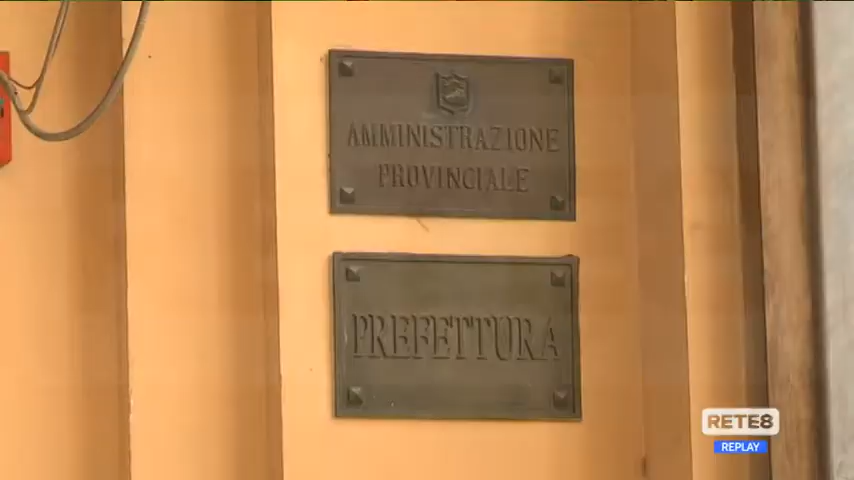 AMMINISTRAZIONE
PROVINCIALE
PREFETTURA
RETE8
REPLAY